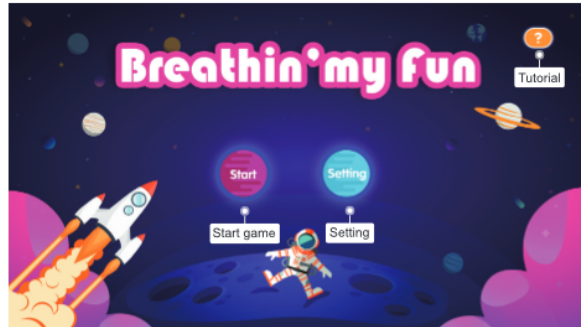 Breathin'my Fun
?
Tutorial
Start
Setting
Start game
Setting